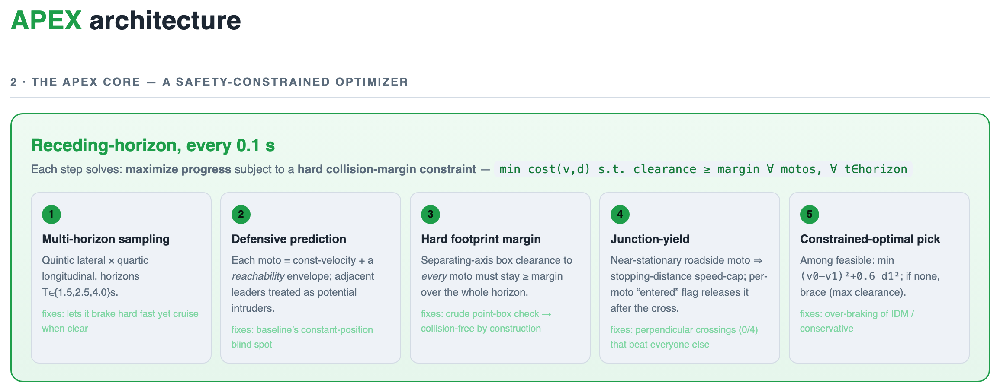 APEX architecture
2 · THE APEX CORE — A SAFETY-CONSTRAINED OPTIMIZER
Receding-horizon, every 0.1 s
Each step solves: maximize progress subject to a hard collision-margin constraint — min cost(v,d) s.t. clearance ≥ margin ∀ motos, ∀ t∈horizon
1
Multi-horizon sampling
Quintic lateral × quartic
longitudinal, horizons
T∈{1.5,2.5,4.0}s.
fixes: lets it brake hard fast yet cruise
when clear
2
Defensive prediction
Each moto = const-velocity + a
reachability envelope; adjacent
leaders treated as potential
intruders.
fixes: baseline’s constant-position
blind spot
3
Hard footprint margin
Separating-axis box clearance to
every moto must stay ≥ margin
over the whole horizon.
fixes: crude point-box check →
collision-free by construction
4
Junction-yield
Near-stationary roadside moto ⇒
stopping-distance speed-cap; per-
moto “entered” flag releases it
after the cross.
fixes: perpendicular crossings (0/4)
that beat everyone else
5
Constrained-optimal pick
Among feasible: min
(v0−v1)²+0.6 d1²; if none,
brace (max clearance).
fixes: over-braking of IDM /
conservative